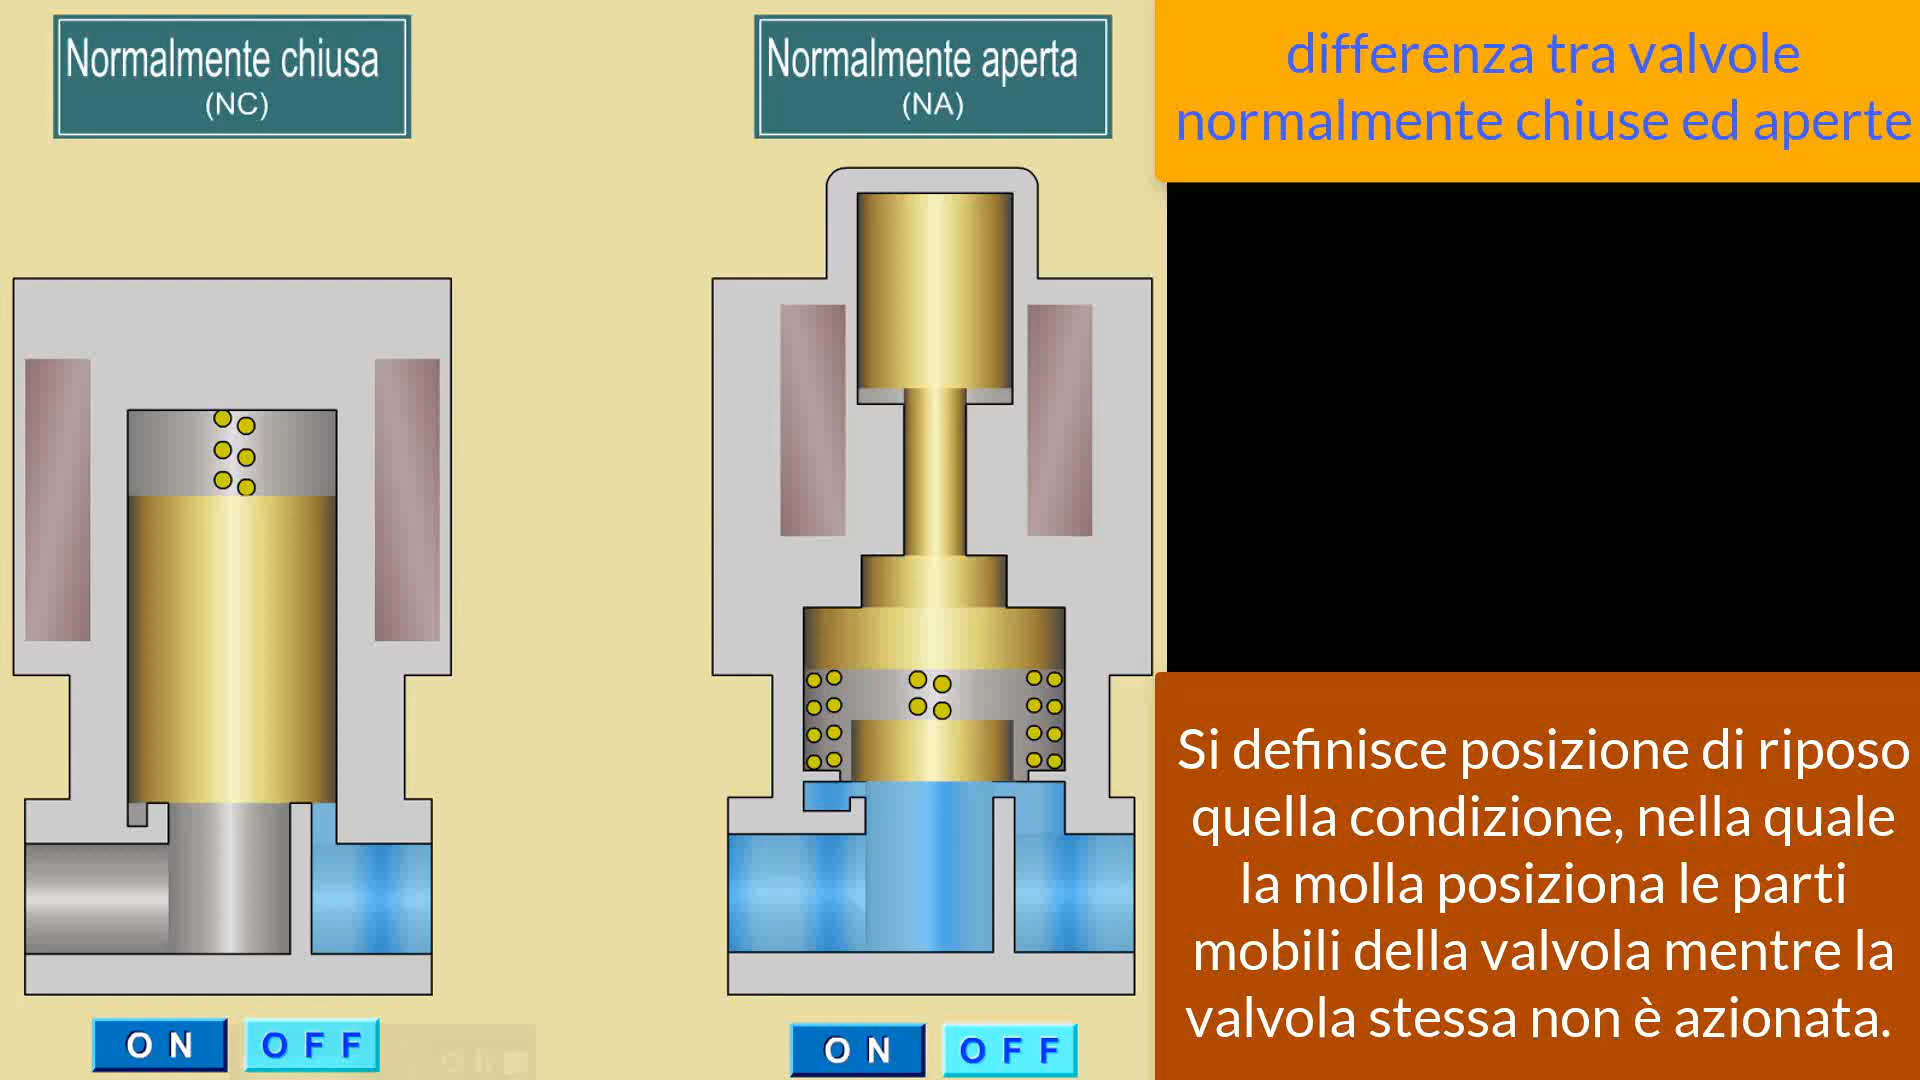 Normalmente chiusa
(NC)
Normalmente aperta
(NA)
differenza tra valvole
normalmente chiuse ed aperte
Si definisce posizione di riposo
quella condizione, nella quale
la molla posiziona le parti
mobili della valvola mentre la
valvola stessa non è azionata.
ON OFF
ON OFF